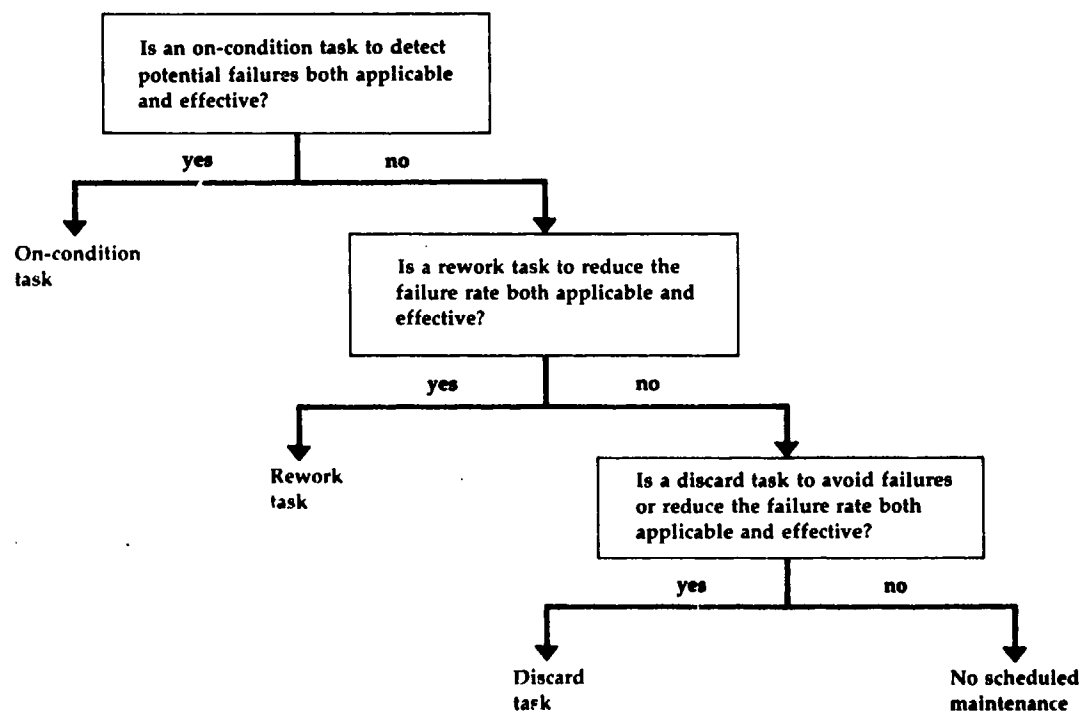 Is an on-condition task to detect
potential failures both applicable
and effective?
yes
no
On-condition
task
Is a rework task to reduce the
failure rate both applicable and
effective?
yes
no
Rework
task
Is a discard task to avoid failures
or reduce the failure rate both
applicable and effective?
yes
no
Discard
task
No scheduled
maintenance